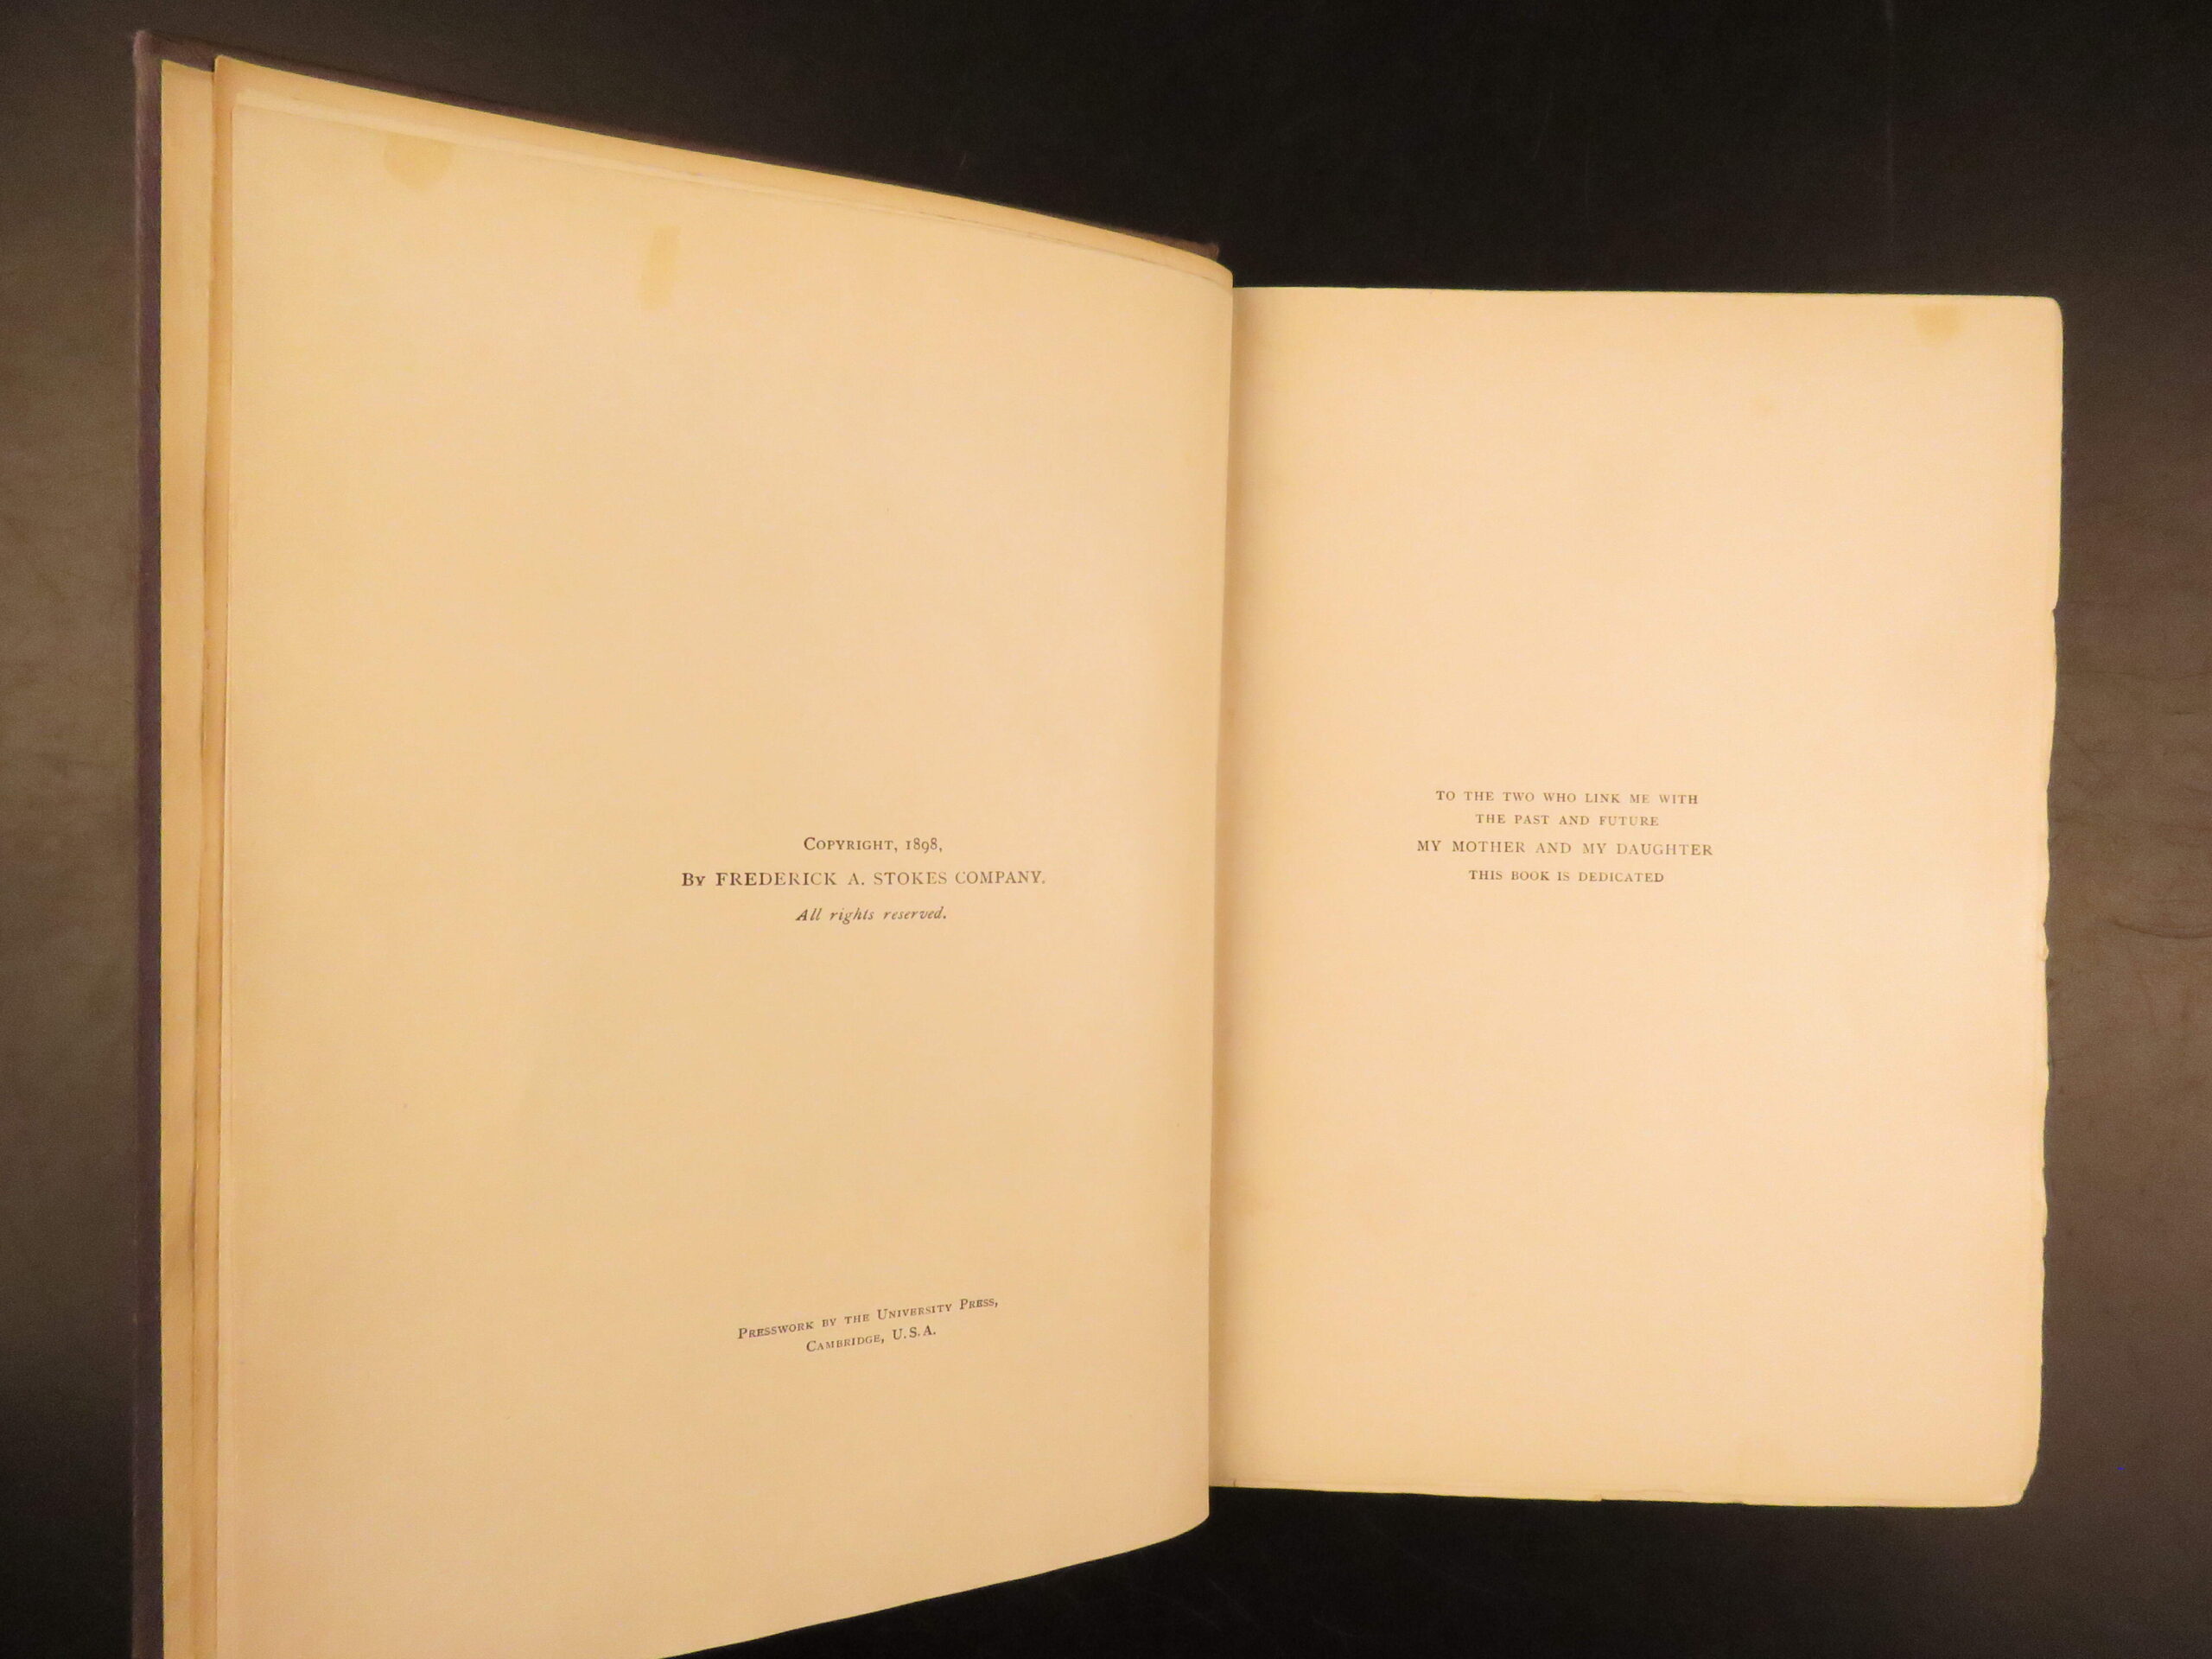 Copyright, 1898,
By FREDERICK A. STOKES COMPANY.
All rights reserved.
Presswork by the University Press,
Cambridge, U.S.A.
TO THE TWO WHO LINK ME WITH
THE PAST AND FUTURE
MY MOTHER AND MY DAUGHTER
THIS BOOK IS DEDICATED